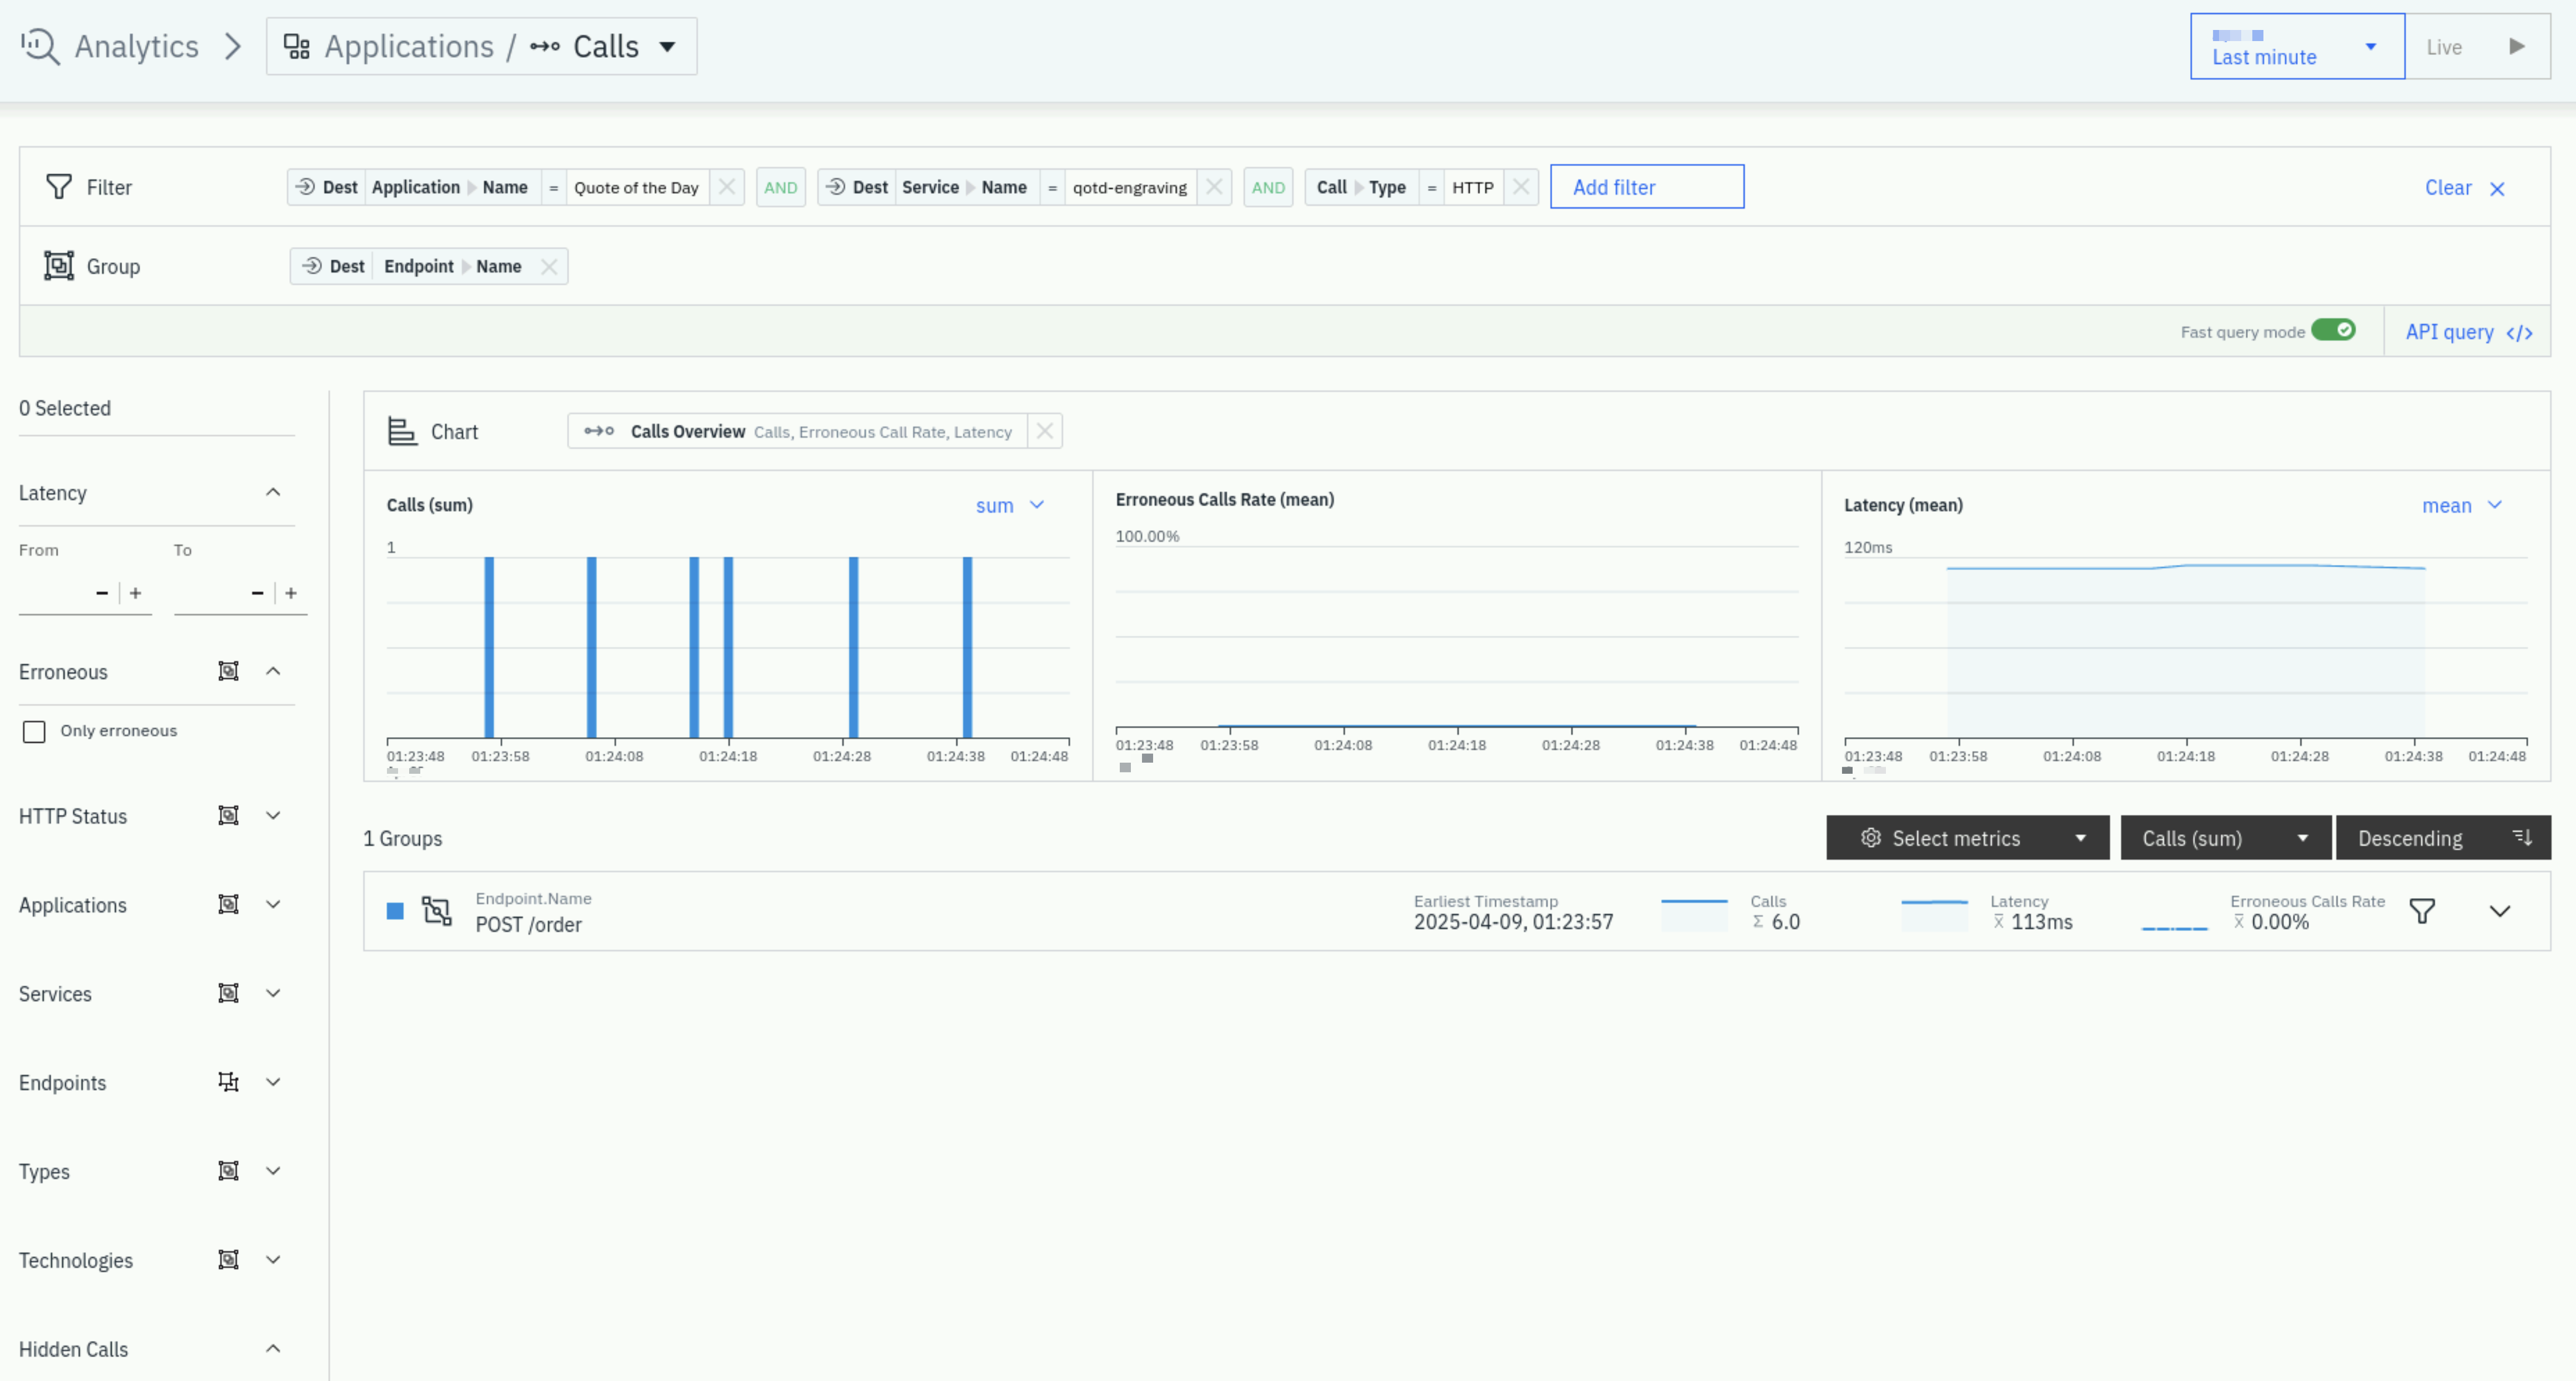 Analytics
Applications / Calls
Last minute
Live
Filter
Dest Application Name = Quote of the Day
AND
Dest Service Name = qotd-engraving
AND
Call Type = HTTP
Add filter
Clear
Group
Dest Endpoint Name
Fast query mode
API query </>
0 Selected
Latency
From To
Erroneous
Only erroneous
HTTP Status
Applications
Services
Endpoints
Types
Technologies
Hidden Calls
Chart
Calls Overview Calls, Erroneous Call Rate, Latency
Calls (sum) sum
1
01:23:48 01:23:58 01:24:08 01:24:18 01:24:28 01:24:38 01:24:48
Erroneous Calls Rate (mean)
100.00%
01:23:48 01:23:58 01:24:08 01:24:18 01:24:28 01:24:38 01:24:48
Latency (mean) mean
120ms
01:23:48 01:23:58 01:24:08 01:24:18 01:24:28 01:24:38 01:24:48
1 Groups
Select metrics
Calls (sum)
Descending
Endpoint.Name
POST /order
Earliest Timestamp
2025-04-09, 01:23:57
Calls
Σ 6.0
Latency
x̅ 113ms
Erroneous Calls Rate
x̅ 0.00%